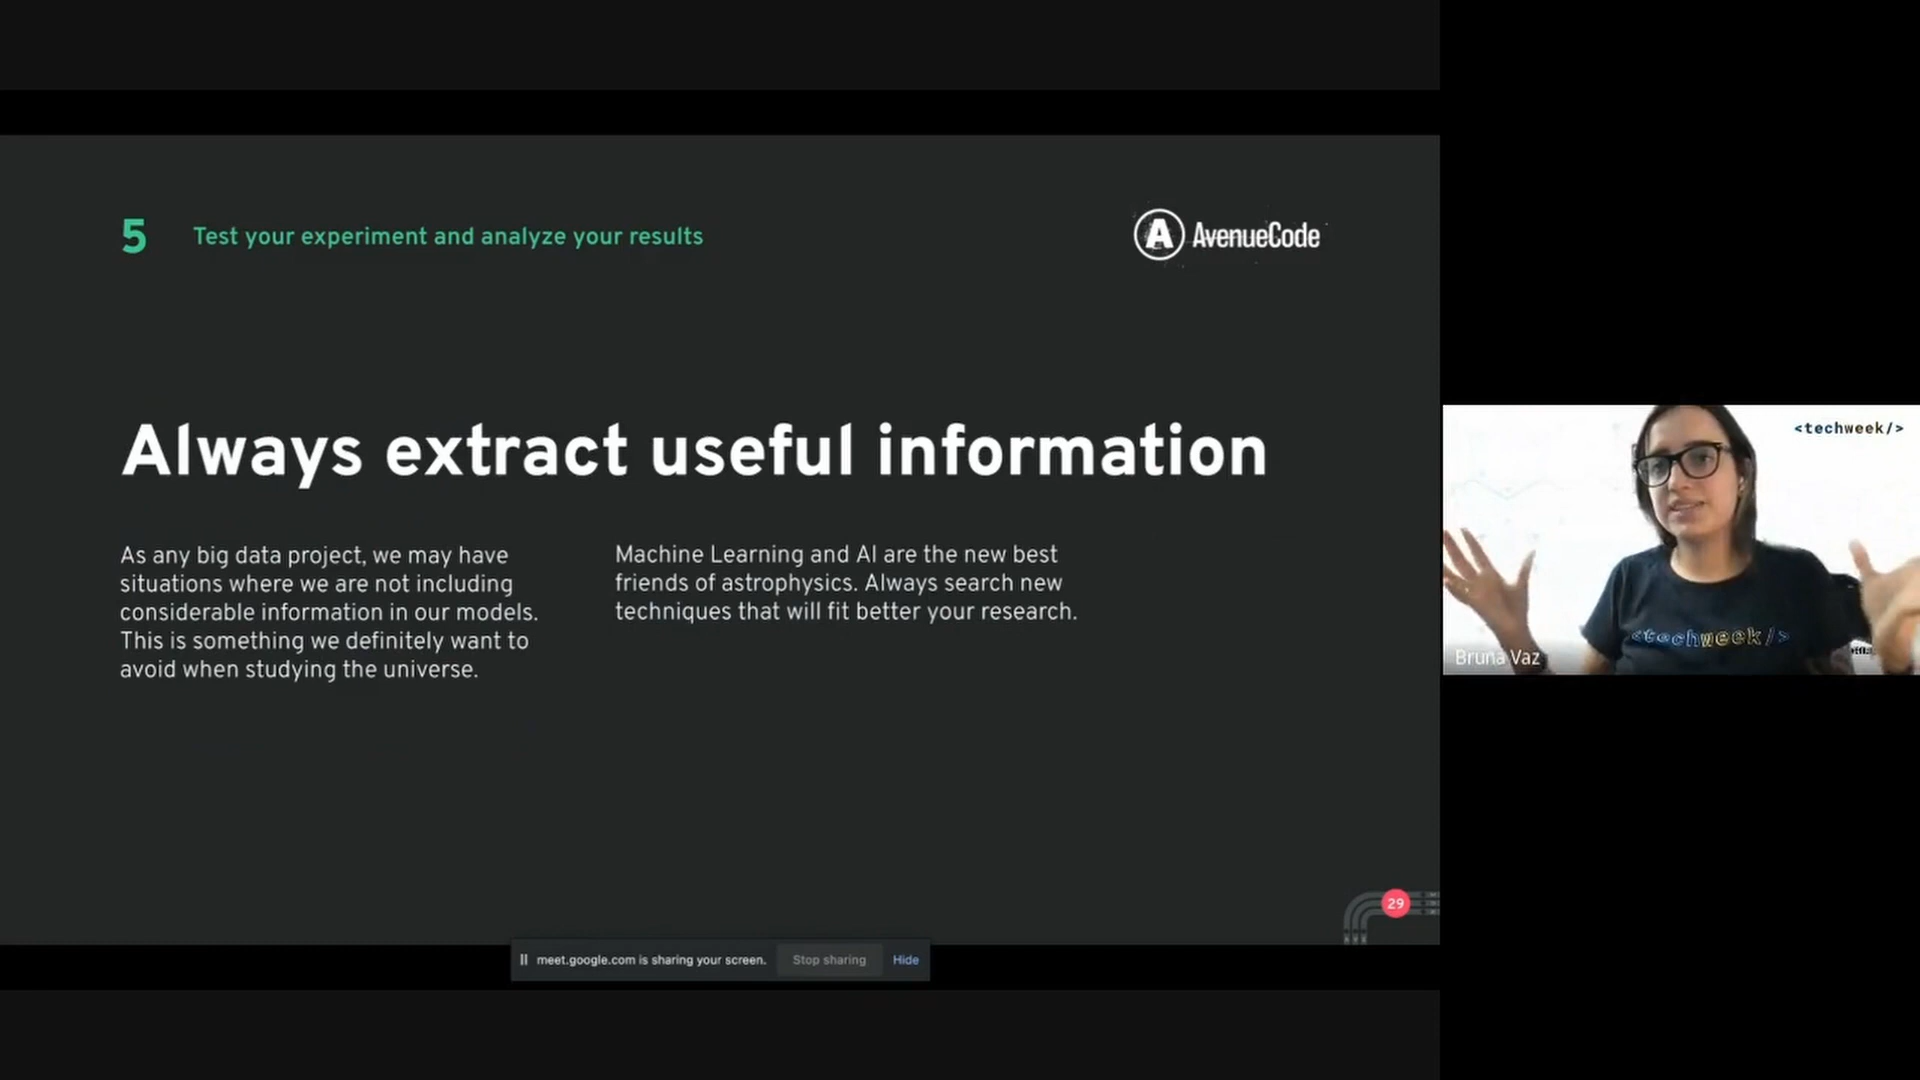 5 Test your experiment and analyze your results
A AvenueCode
Always extract useful information
As any big data project, we may have
situations where we are not including
considerable information in our models.
This is something we definitely want to
avoid when studying the universe.
Machine Learning and AI are the new best
friends of astrophysics. Always search new
techniques that will fit better your research.
29
meet.google.com is sharing your screen. Stop sharing Hide
<techweek/>
<techweek/>
Bruna Vaz